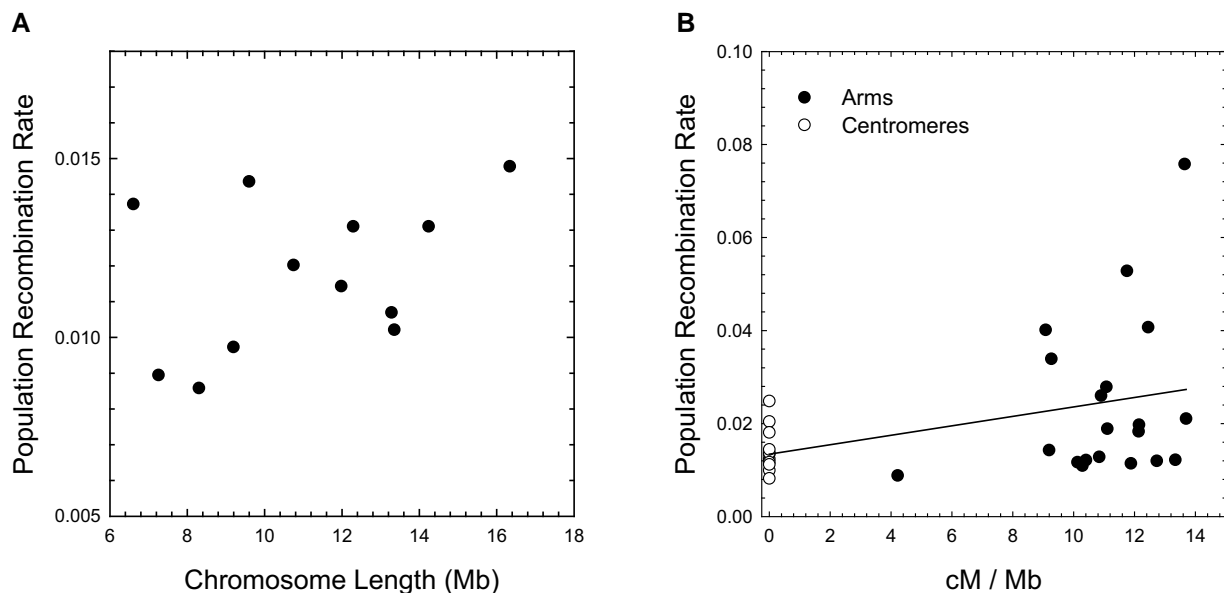 A
Population Recombination Rate
0.015
0.010
0.005
6 8 10 12 14 16 18
Chromosome Length (Mb)
B
Population Recombination Rate
0.10
0.08
0.06
0.04
0.02
0.00
Arms
Centromeres
0 2 4 6 8 10 12 14
cM / Mb